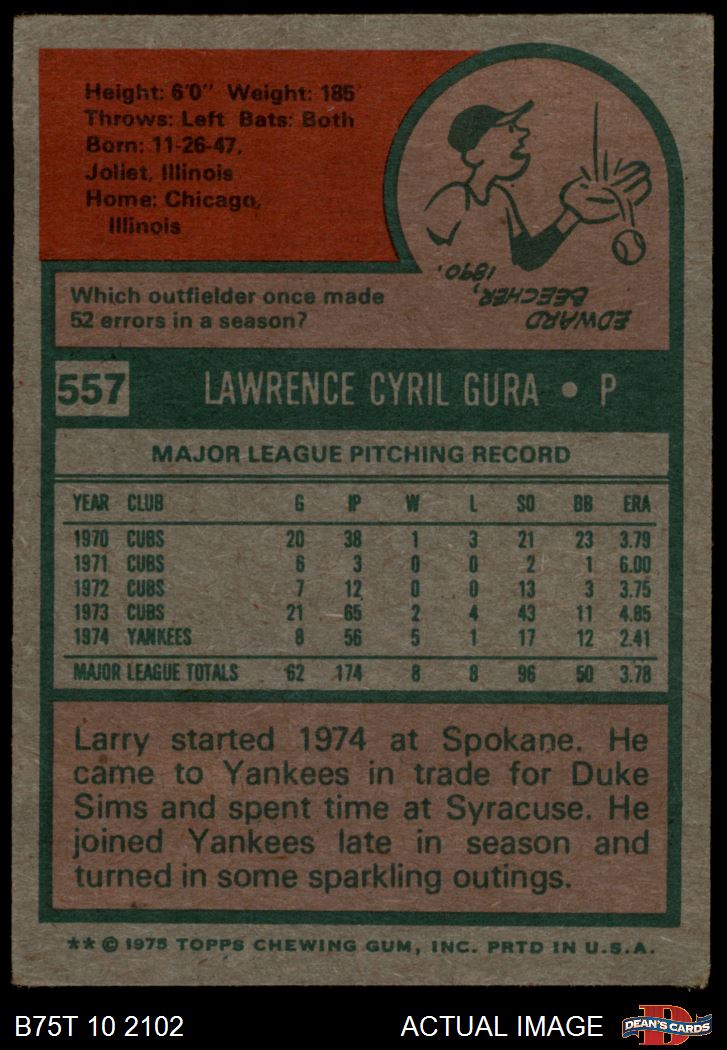 Height: 6'0" Weight: 185
Throws: Left Bats: Both
Born: 11-26-47,
Joliet, Illinois
Home: Chicago,
Illinois
Which outfielder once made
52 errors in a season?
EDWARD
BEECHER,
1890.
557 LAWRENCE CYRIL GURA • P
MAJOR LEAGUE PITCHING RECORD
YEAR CLUB G IP W L SO BB ERA
1970 CUBS 20 38 1 3 21 23 3.79
1971 CUBS 6 3 0 0 2 1 6.00
1972 CUBS 7 12 0 0 13 3 3.75
1973 CUBS 21 65 2 4 43 11 4.85
1974 YANKEES 8 56 5 1 17 12 2.41
MAJOR LEAGUE TOTALS 62 174 8 8 96 50 3.78
Larry started 1974 at Spokane. He
came to Yankees in trade for Duke
Sims and spent time at Syracuse. He
joined Yankees late in season and
turned in some sparkling outings.
** © 1975 TOPPS CHEWING GUM, INC. PRTD IN U.S.A.
B75T 10 2102 ACTUAL IMAGE
D
DEAN'S CARDS